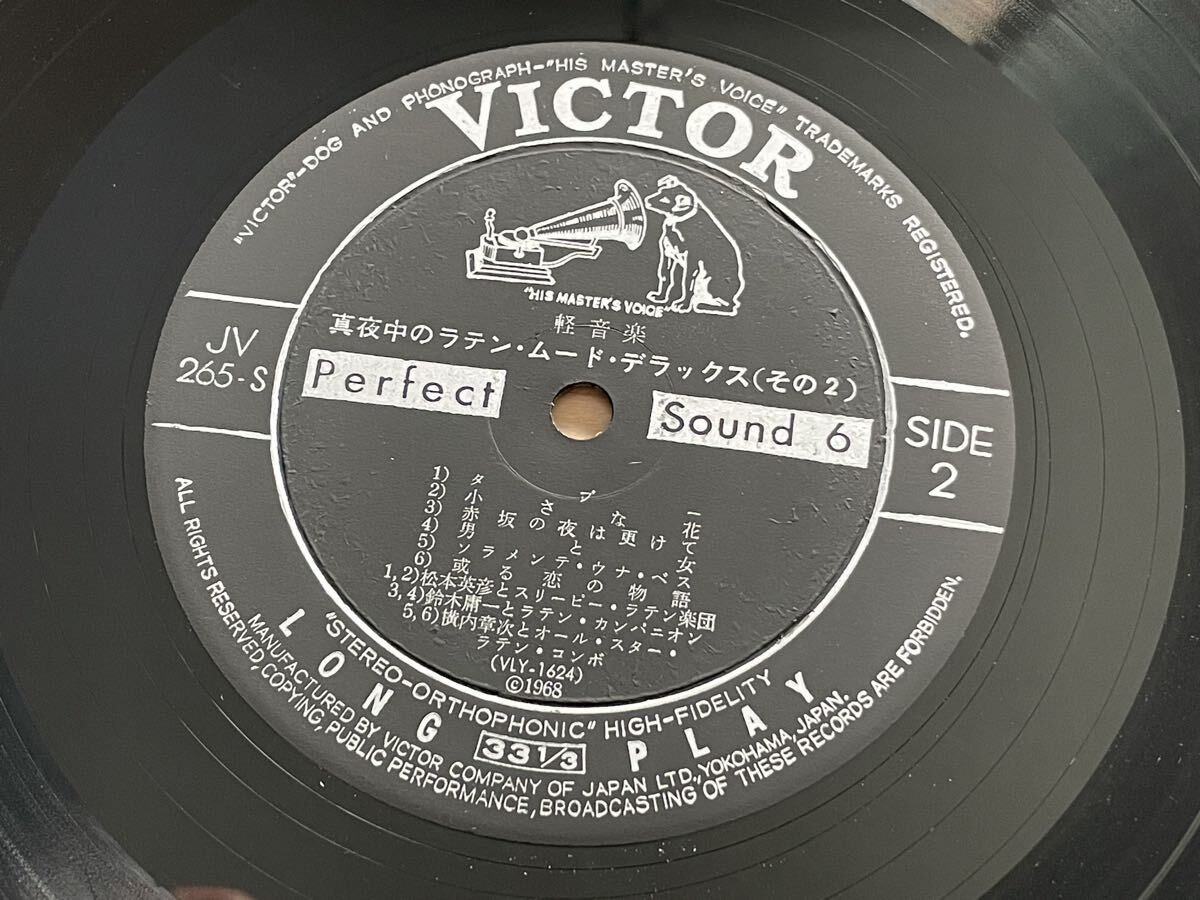 "VICTOR"-DOG AND PHONOGRAPH-"HIS MASTER'S VOICE" TRADEMARKS REGISTERED.
VICTOR
"HIS MASTER'S VOICE"
軽音楽
真夜中のラテン・ムード・デラックス(その2)
JV
265-S
Perfect
Sound 6
SIDE
2
1) タブー
2) 小さな花
3) 赤坂の夜は更けて
4) 男と女
5) ソラメンテ・ウナ・ベス
6) 或る恋の物語
1,2)松本英彦とスリーピー・ラテン楽団
3,4)鈴木庸一とラテン・カンパニオン
5,6)横内章次とオール・スター・
ラテン・コンボ
(VLY-1624)
©1968
"STEREO-ORTHOPHONIC" HIGH-FIDELITY
LONG 33 1/3 PLAY
MANUFACTURED BY VICTOR COMPANY OF JAPAN LTD., YOKOHAMA, JAPAN.
ALL RIGHTS RESERVED, COPYING, PUBLIC PERFORMANCE, BROADCASTING OF THESE RECORDS ARE FORBIDDEN.